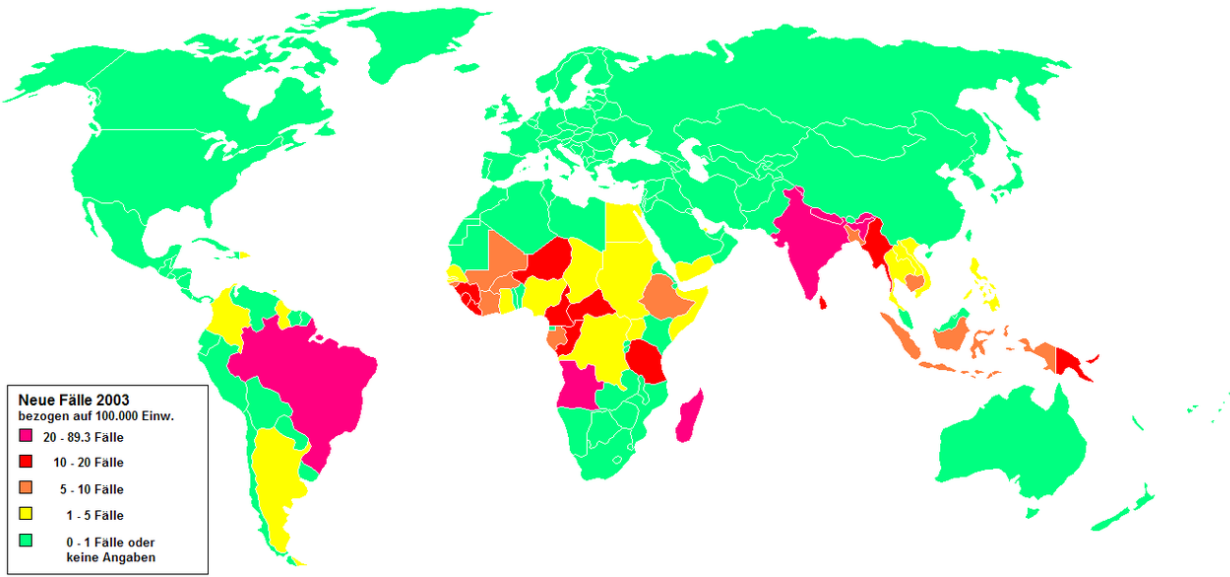 Neue Fälle 2003
bezogen auf 100.000 Einw.
20 - 89.3 Fälle
10 - 20 Fälle
5 - 10 Fälle
1 - 5 Fälle
0 - 1 Fälle oder
keine Angaben